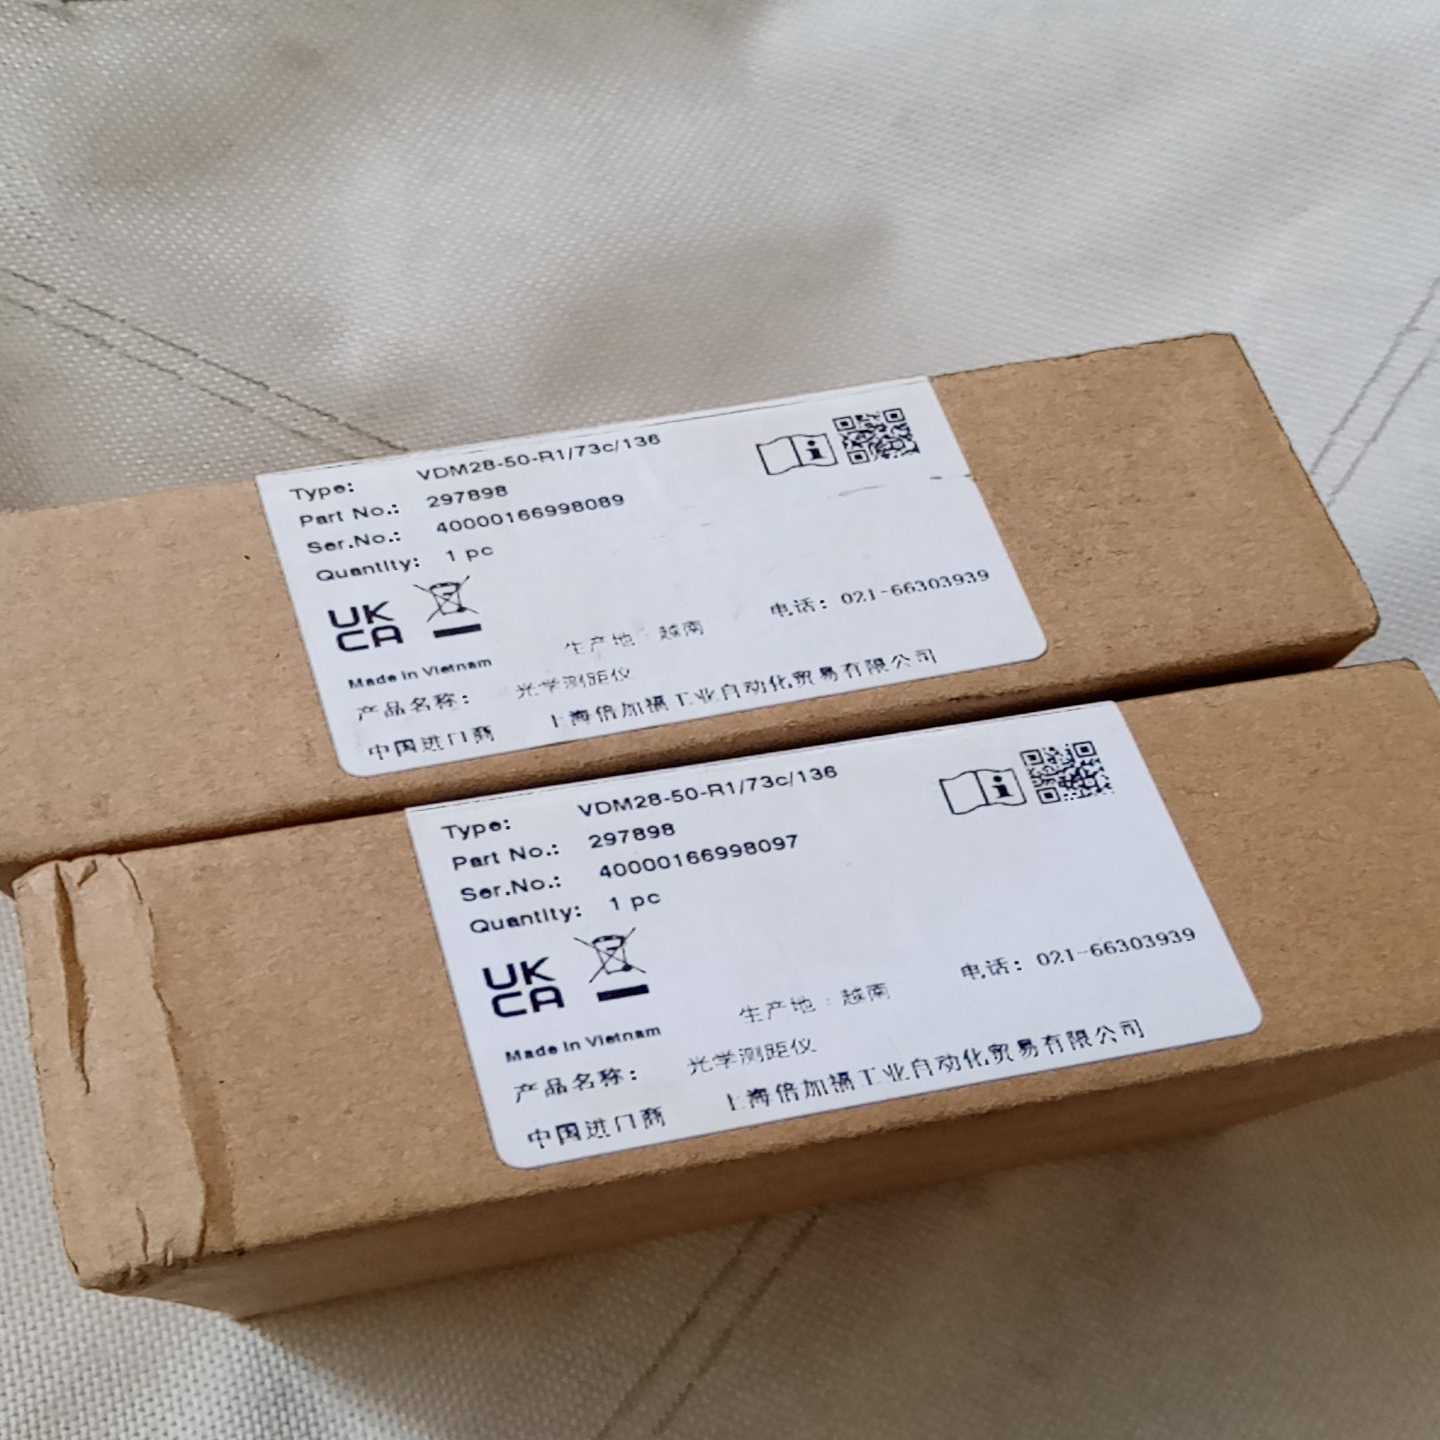 Type: VDM28-50-R1/73c/136
Part No.: 297898
Ser.No.: 40000166998089
Quantity: 1 pc
UK
CA
Made in Vietnam
生产地：越南
电话：021-66303939
产品名称：光学测距仪
中国进口商 上海倍加福工业自动化贸易有限公司
Type: VDM28-50-R1/73c/136
Part No.: 297898
Ser.No.: 40000166998097
Quantity: 1 pc
UK
CA
Made in Vietnam
生产地：越南
电话：021-66303939
产品名称：光学测距仪
中国进口商 上海倍加福工业自动化贸易有限公司